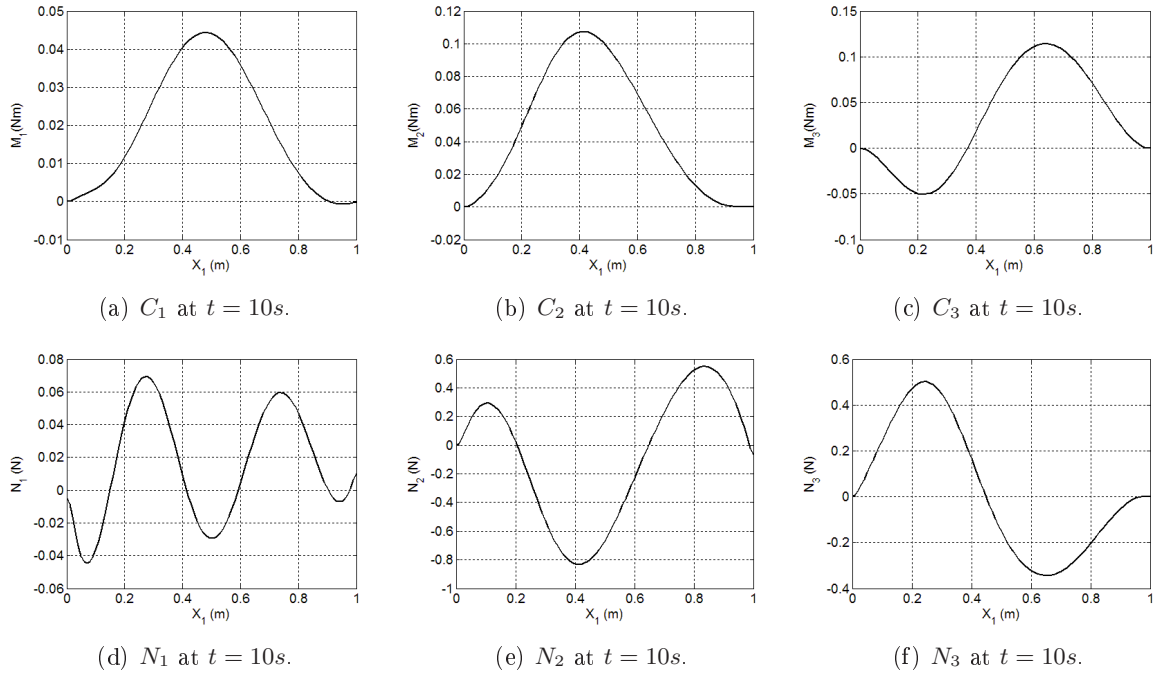 0.05
0.04
0.03
0.02
0.01
0
-0.01
M1(Nm)
0 0.2 0.4 0.6 0.8 1
X1 (m)
(a) C1 at t = 10s.
0.12
0.1
0.08
0.06
0.04
0.02
0
-0.02
M2(Nm)
0 0.2 0.4 0.6 0.8 1
X1 (m)
(b) C2 at t = 10s.
0.15
0.1
0.05
0
-0.05
-0.1
M3(Nm)
0 0.2 0.4 0.6 0.8 1
X1 (m)
(c) C3 at t = 10s.
0.08
0.06
0.04
0.02
0
-0.02
-0.04
-0.06
N1 (N)
0 0.2 0.4 0.6 0.8 1
X1 (m)
(d) N1 at t = 10s.
0.6
0.4
0.2
0
-0.2
-0.4
-0.6
-0.8
-1
N2 (N)
0 0.2 0.4 0.6 0.8 1
X1 (m)
(e) N2 at t = 10s.
0.6
0.4
0.2
0
-0.2
-0.4
N3 (N)
0 0.2 0.4 0.6 0.8 1
X1 (m)
(f) N3 at t = 10s.